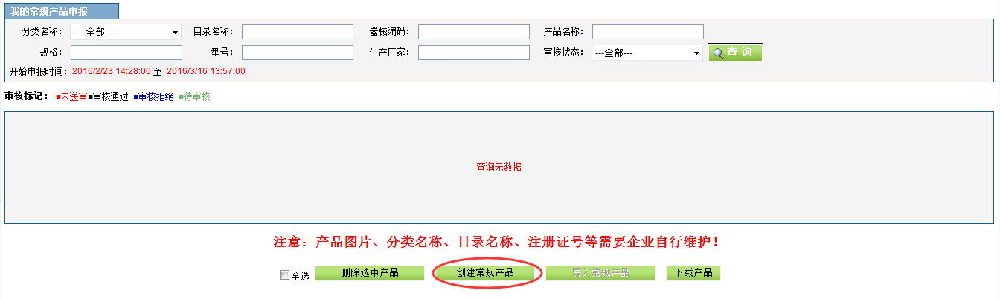 我的常规产品申报
分类名称： ----全部---- 目录名称： 器械编码： 产品名称：
规格： 型号： 生产厂家： 审核状态： ---全部--- 查 询
开始申报时间：2016/2/23 14:28:00 至 2016/3/16 13:57:00
审核标记： ■未送审■审核通过 ■审核拒绝 ■待审核
查询无数据
注意：产品图片、分类名称、目录名称、注册证号等需要企业自行维护！
全选 删除选中产品 创建常规产品 导入常规产品 下载产品